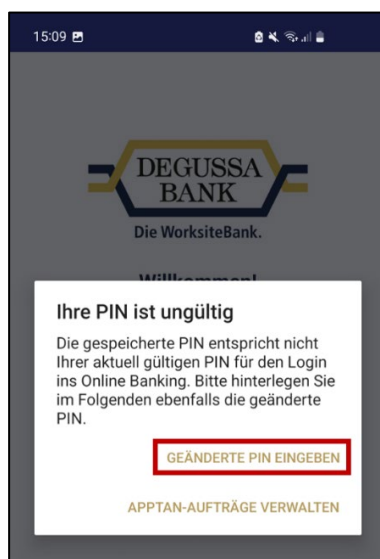 15:09
DEGUSSA
BANK
Die WorksiteBank.
Willkommen!
Ihre PIN ist ungültig
Die gespeicherte PIN entspricht nicht
Ihrer aktuell gültigen PIN für den Login
ins Online Banking. Bitte hinterlegen Sie
im Folgenden ebenfalls die geänderte
PIN.
GEÄNDERTE PIN EINGEBEN
APPTAN-AUFTRÄGE VERWALTEN